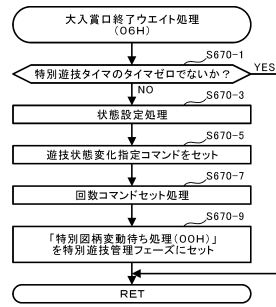 大入賞口終了ウエイト処理
(06H)
S670-1
特別遊技タイマのタイマゼロでないか？
YES
NO
S670-3
状態設定処理
S670-5
遊技状態変化指定コマンドをセット
S670-7
回数コマンドセット処理
S670-9
「特別図柄変動待ち処理(00H)」
を特別遊技管理フェーズにセット
RET